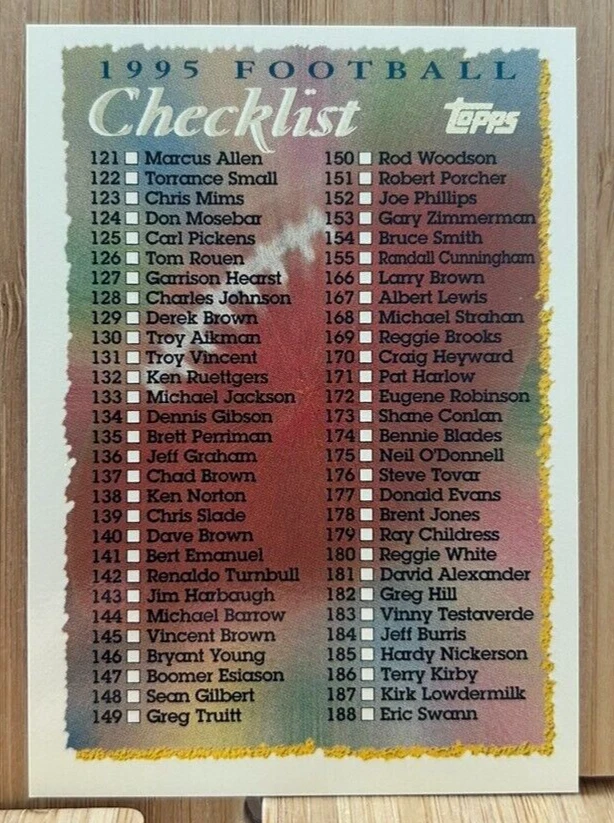 1995 FOOTBALL
Checklist Topps
121 Marcus Allen
122 Torrance Small
123 Chris Mims
124 Don Mosebar
125 Carl Pickens
126 Tom Rouen
127 Garrison Hearst
128 Charles Johnson
129 Derek Brown
130 Troy Aikman
131 Troy Vincent
132 Ken Ruettgers
133 Michael Jackson
134 Dennis Gibson
135 Brett Perriman
136 Jeff Graham
137 Chad Brown
138 Ken Norton
139 Chris Slade
140 Dave Brown
141 Bert Emanuel
142 Renaldo Turnbull
143 Jim Harbaugh
144 Michael Barrow
145 Vincent Brown
146 Bryant Young
147 Boomer Esiason
148 Sean Gilbert
149 Greg Truitt
150 Rod Woodson
151 Robert Porcher
152 Joe Phillips
153 Gary Zimmerman
154 Bruce Smith
155 Randall Cunningham
166 Larry Brown
167 Albert Lewis
168 Michael Strahan
169 Reggie Brooks
170 Craig Heyward
171 Pat Harlow
172 Eugene Robinson
173 Shane Conlan
174 Bennie Blades
175 Neil O'Donnell
176 Steve Tovar
177 Donald Evans
178 Brent Jones
179 Ray Childress
180 Reggie White
181 David Alexander
182 Greg Hill
183 Vinny Testaverde
184 Jeff Burris
185 Hardy Nickerson
186 Terry Kirby
187 Kirk Lowdermilk
188 Eric Swann